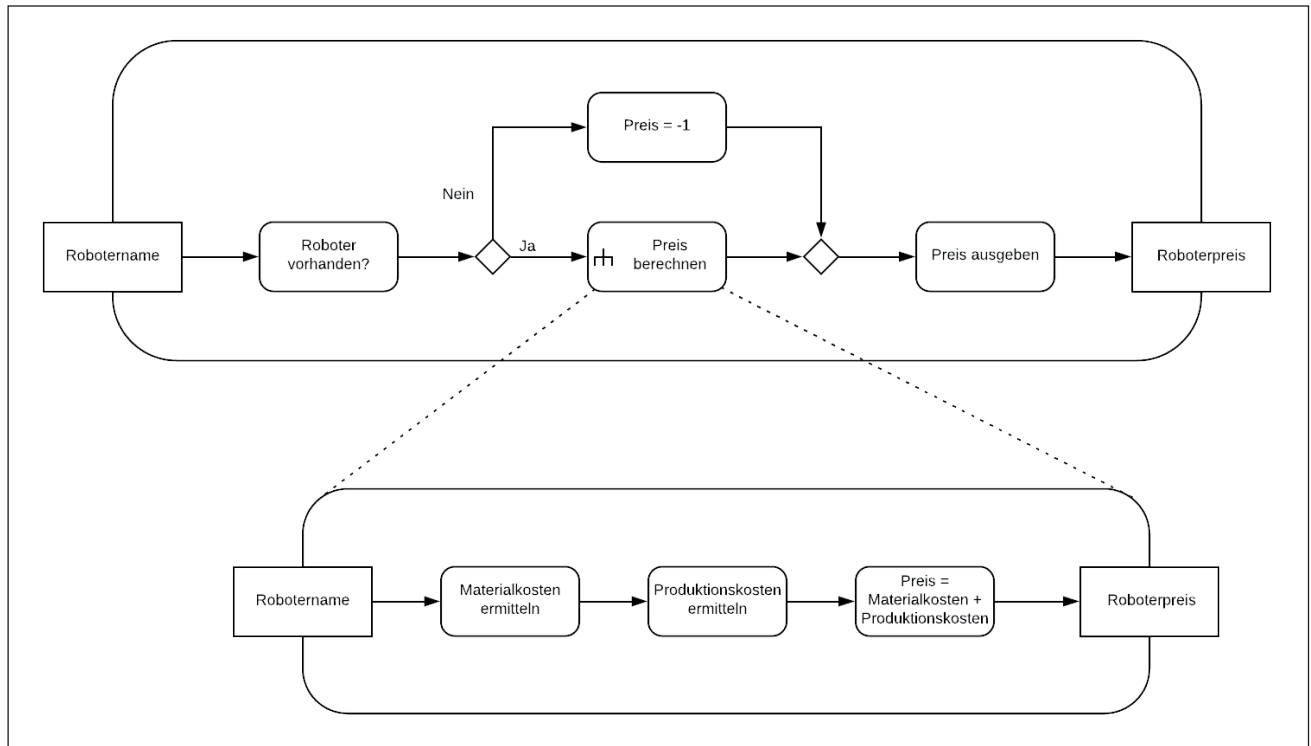 Preis = -1
Nein
Robotername
Roboter
vorhanden?
Ja
Preis
berechnen
Preis ausgeben
Roboterpreis
Robotername
Materialkosten
ermitteln
Produktionskosten
ermitteln
Preis =
Materialkosten +
Produktionskosten
Roboterpreis